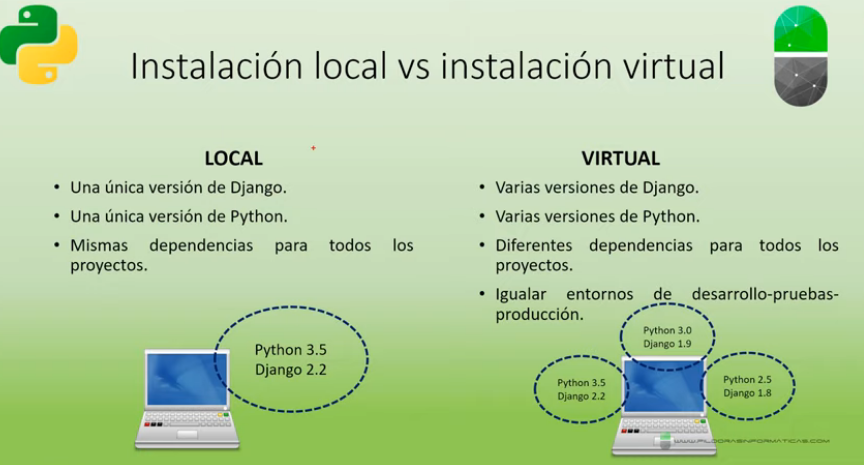 Instalación local vs instalación virtual
LOCAL
• Una única versión de Django.
• Una única versión de Python.
• Mismas dependencias para todos los
proyectos.
Python 3.5
Django 2.2
VIRTUAL
• Varias versiones de Django.
• Varias versiones de Python.
• Diferentes dependencias para todos los
proyectos.
• Igualar entornos de desarrollo-pruebas-
producción.
Python 3.0
Django 1.9
Python 3.5
Django 2.2
Python 2.5
Django 1.8
WWW.PILDORASINFORMATICAS.COM